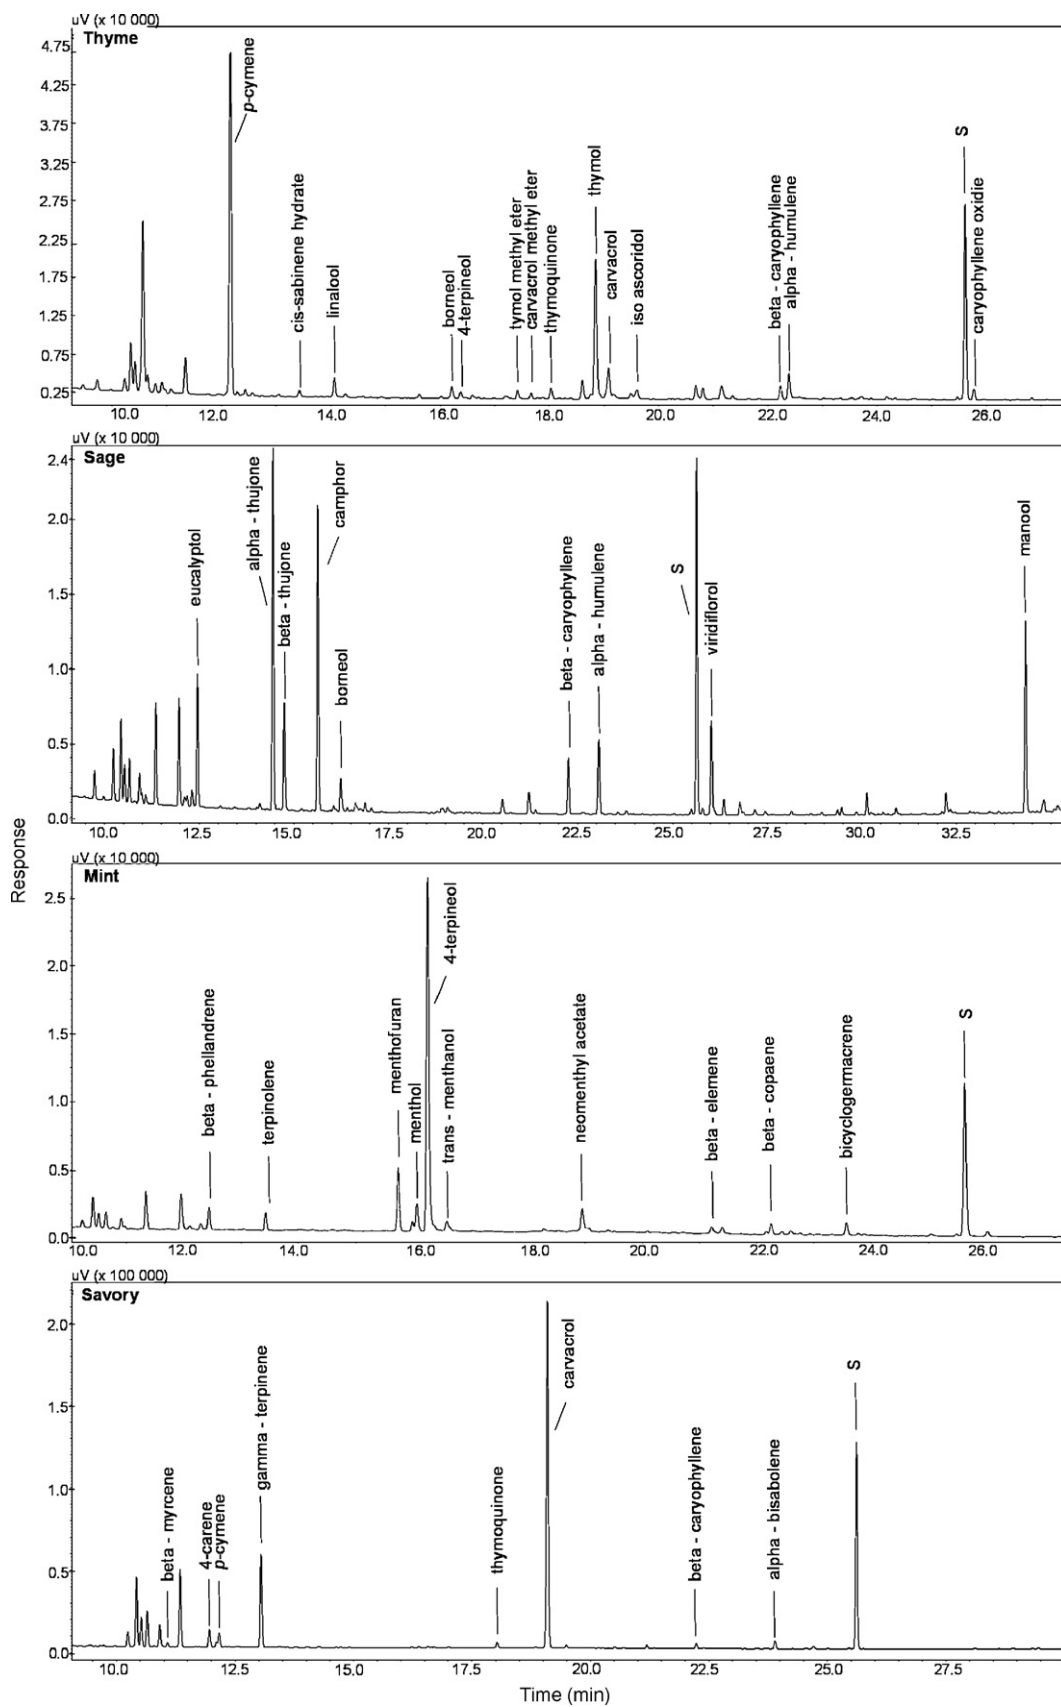 uV (x 10 000)
Thyme
4.75
4.25
3.75
3.25
2.75
2.25
1.75
1.25
0.75
0.25
p-cymene
cis-sabinene hydrate
linalool
borneol
4-terpineol
tymol methyl eter
carvacrol methyl eter
thymoquinone
thymol
carvacrol
iso ascoridol
beta - caryophyllene
alpha - humulene
S
caryophyllene oxidie
10.0 12.0 14.0 16.0 18.0 20.0 22.0 24.0 26.0
uV (x 10 000)
Sage
2.4
2.0
1.5
1.0
0.5
0.0
eucalyptol
alpha - thujone
beta - thujone
camphor
borneol
beta - caryophyllene
alpha - humulene
S
viridiflorol
manool
10.0 12.5 15.0 17.5 20.0 22.5 25.0 27.5 30.0 32.5
Response
uV (x 10 000)
Mint
2.5
2.0
1.5
1.0
0.5
0.0
beta - phellandrene
terpinolene
menthofuran
menthol
4-terpineol
trans - menthanol
neomenthyl acetate
beta - elemene
beta - copaene
bicyclogermacrene
S
10.0 12.0 14.0 16.0 18.0 20.0 22.0 24.0 26.0
uV (x 100 000)
Savory
2.0
1.5
1.0
0.5
0.0
beta - myrcene
4-carene
p-cymene
gamma - terpinene
thymoquinone
carvacrol
beta - caryophyllene
alpha - bisabolene
S
10.0 12.5 15.0 17.5 20.0 22.5 25.0 27.5
Time (min)